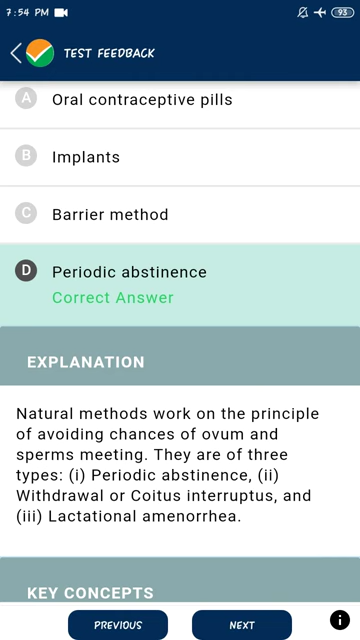 7:54 PM
93
TEST FEEDBACK
A Oral contraceptive pills
B Implants
C Barrier method
D Periodic abstinence
Correct Answer
EXPLANATION
Natural methods work on the principle
of avoiding chances of ovum and
sperms meeting. They are of three
types: (i) Periodic abstinence, (ii)
Withdrawal or Coitus interruptus, and
(iii) Lactational amenorrhea.
KEY CONCEPTS
PREVIOUS
NEXT